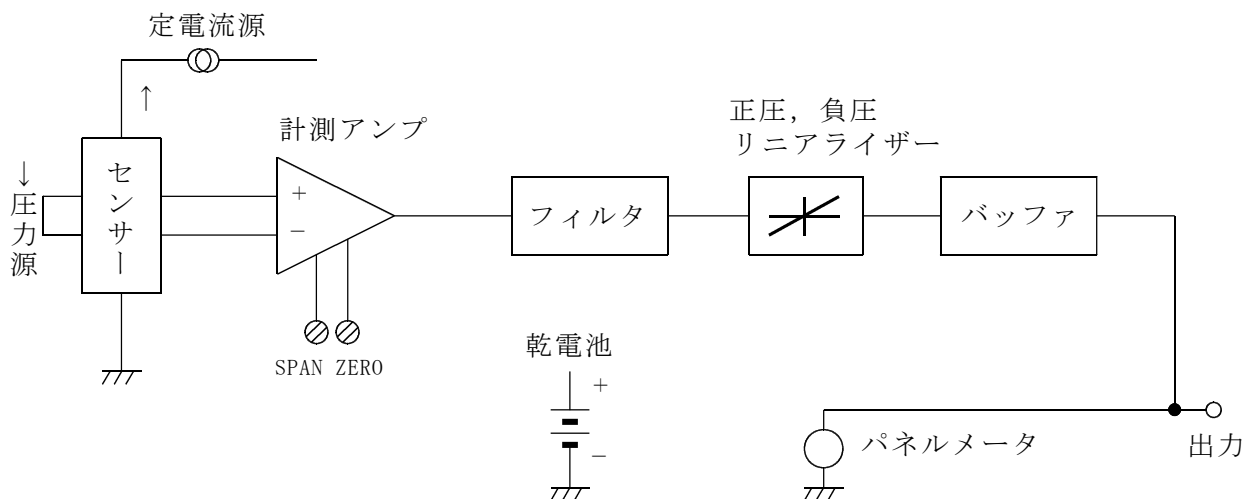 定電流源
↑
正圧，負圧
リニアライザー
計測アンプ
↓圧力源
センサー
+
−
フィルタ
バッファ
SPAN ZERO
乾電池
+
−
パネルメータ
出力